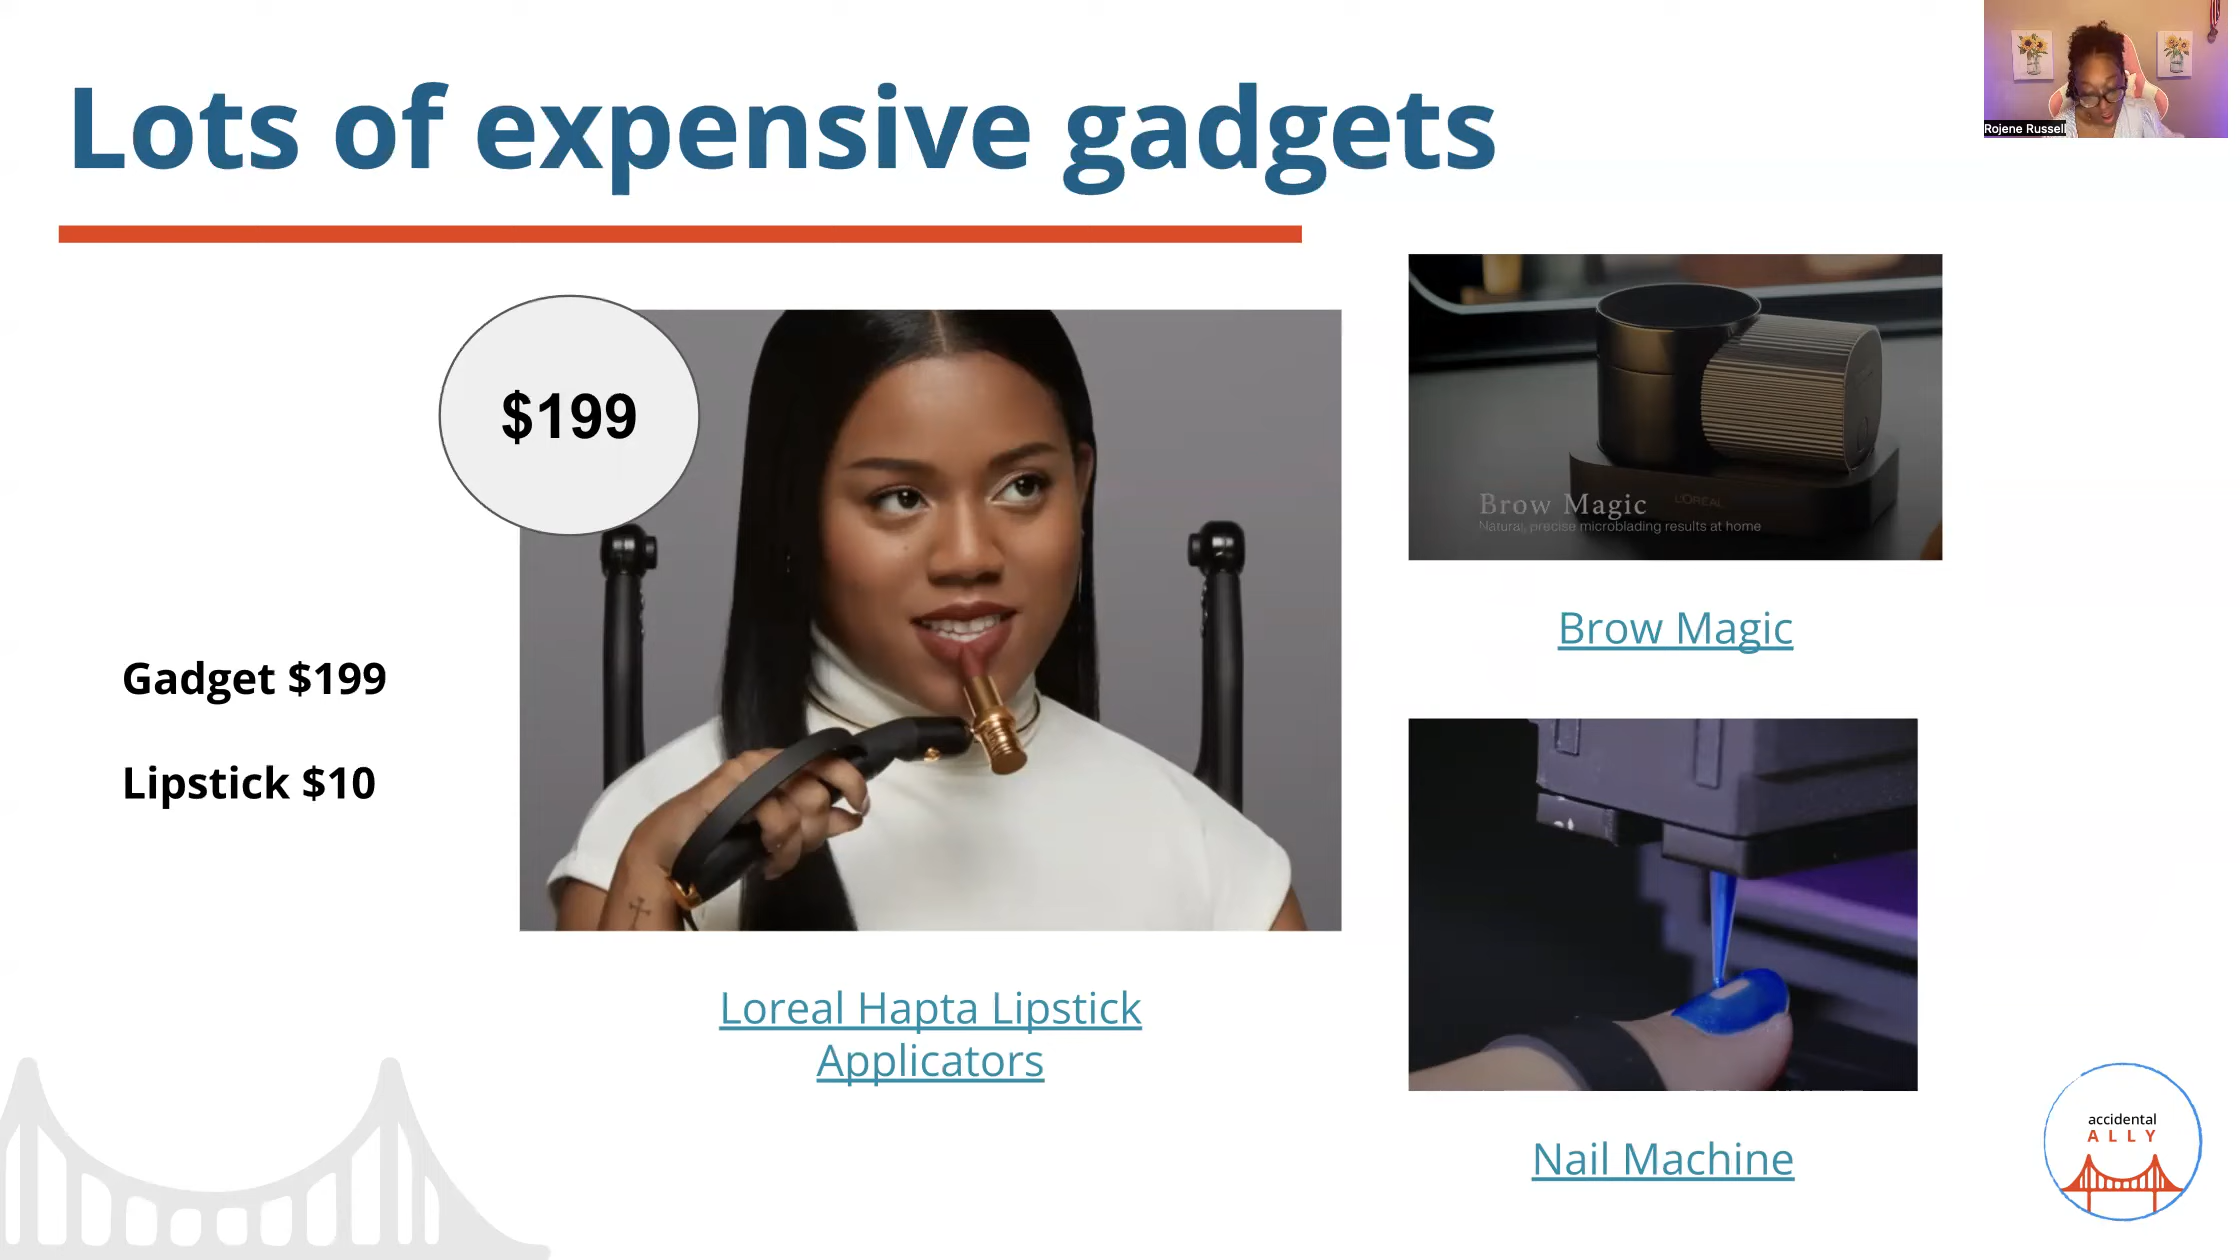 Lots of expensive gadgets
Rojene Russell
$199
Gadget $199
Lipstick $10
Loreal Hapta Lipstick
Applicators
L'ORÉAL
Brow Magic
Natural, precise microblading results at home
Brow Magic
Nail Machine
accidental
ALLY